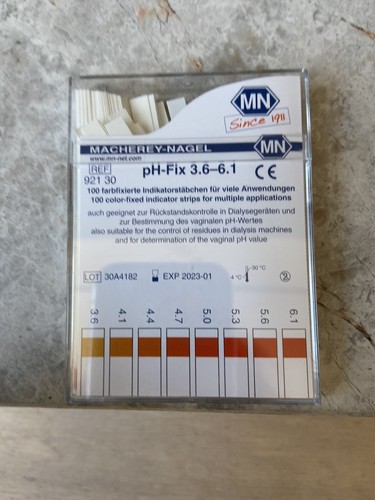 MN
Since 1911
MACHEREY-NAGEL
MN
www.mn-net.com
REF
pH-Fix 3.6–6.1 CE
921 30
100 farbfixierte Indikatorstäbchen für viele Anwendungen
100 color-fixed indicator strips for multiple applications
auch geeignet zur Rückstandskontrolle in Dialysegeräten und
zur Bestimmung des vaginalen pH-Wertes
also suitable for the control of residues in dialysis machines
and for determination of the vaginal pH value
LOT 30A4182 EXP 2023-01 4 °C 30 °C 2
3.6 4.1 4.4 4.7 5.0 5.3 5.6 6.1